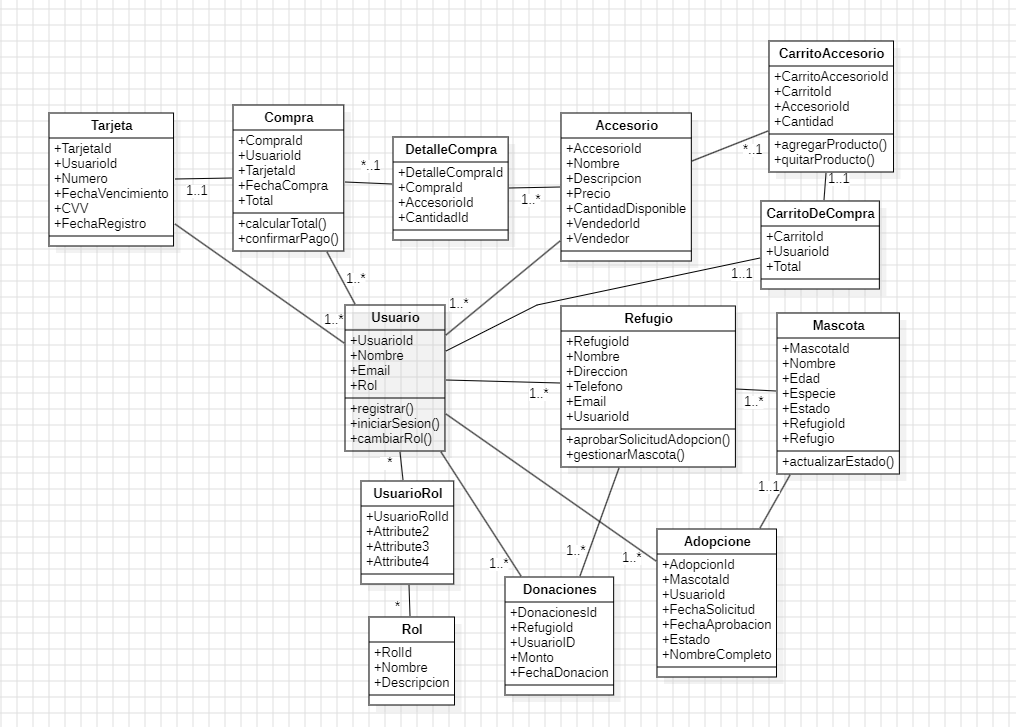 CarritoAccesorio
+CarritoAccesorioId
+CarritoId
+AccesorioId
+Cantidad
+agregarProducto()
+quitarProducto()
Tarjeta
+TarjetaId
+UsuarioId
+Numero
+FechaVencimiento
+CVV
+FechaRegistro
1..1
Compra
+CompraId
+UsuarioId
+TarjetaId
+FechaCompra
+Total
+calcularTotal()
+confirmarPago()
*..1
DetalleCompra
+DetalleCompraId
+CompraId
+AccesorioId
+CantidadId
1..*
Accesorio
+AccesorioId
+Nombre
+Descripcion
+Precio
+CantidadDisponible
+VendedorId
+Vendedor
*..1
1..1
CarritoDeCompra
+CarritoId
+UsuarioId
+Total
1..1
1..*
1..*
1..*
Usuario
+UsuarioId
+Nombre
+Email
+Rol
+registrar()
+iniciarSesion()
+cambiarRol()
1..*
Refugio
+RefugioId
+Nombre
+Direccion
+Telefono
+Email
+UsuarioId
+aprobarSolicitudAdopcion()
+gestionarMascota()
1..*
Mascota
+MascotaId
+Nombre
+Edad
+Especie
+Estado
+RefugioId
+Refugio
+actualizarEstado()
1..1
*
UsuarioRol
+UsuarioRolId
+Attribute2
+Attribute3
+Attribute4
*
Rol
+RolId
+Nombre
+Descripcion
1..*
1..*
1..*
Donaciones
+DonacionesId
+RefugioId
+UsuarioID
+Monto
+FechaDonacion
Adopcione
+AdopcionId
+MascotaId
+UsuarioId
+FechaSolicitud
+FechaAprobacion
+Estado
+NombreCompleto